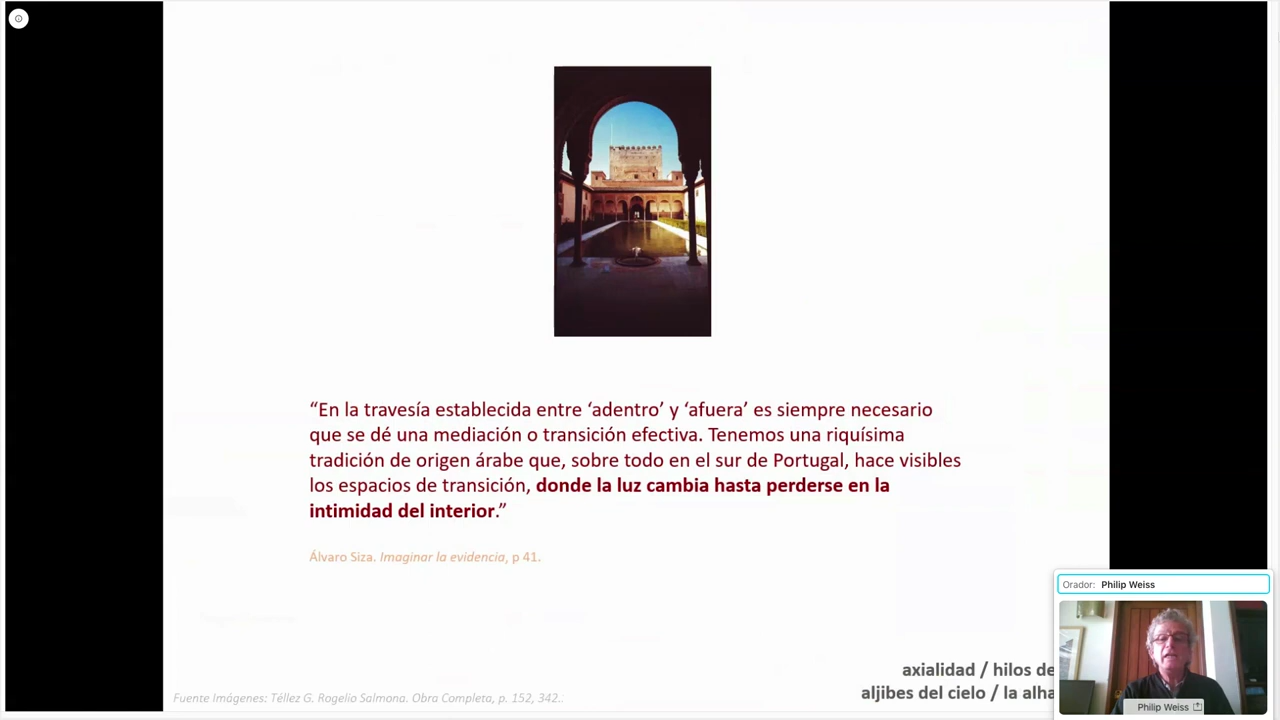 “En la travesía establecida entre ‘adentro’ y ‘afuera’ es siempre necesario
que se dé una mediación o transición efectiva. Tenemos una riquísima
tradición de origen árabe que, sobre todo en el sur de Portugal, hace visibles
los espacios de transición, donde la luz cambia hasta perderse en la
intimidad del interior.”
Álvaro Siza. Imaginar la evidencia, p 41.
Orador: Philip Weiss
axialidad / hilos de
aljibes del cielo / la alha
Fuente Imágenes: Téllez G. Rogelio Salmona. Obra Completa, p. 152, 342..
Philip Weiss